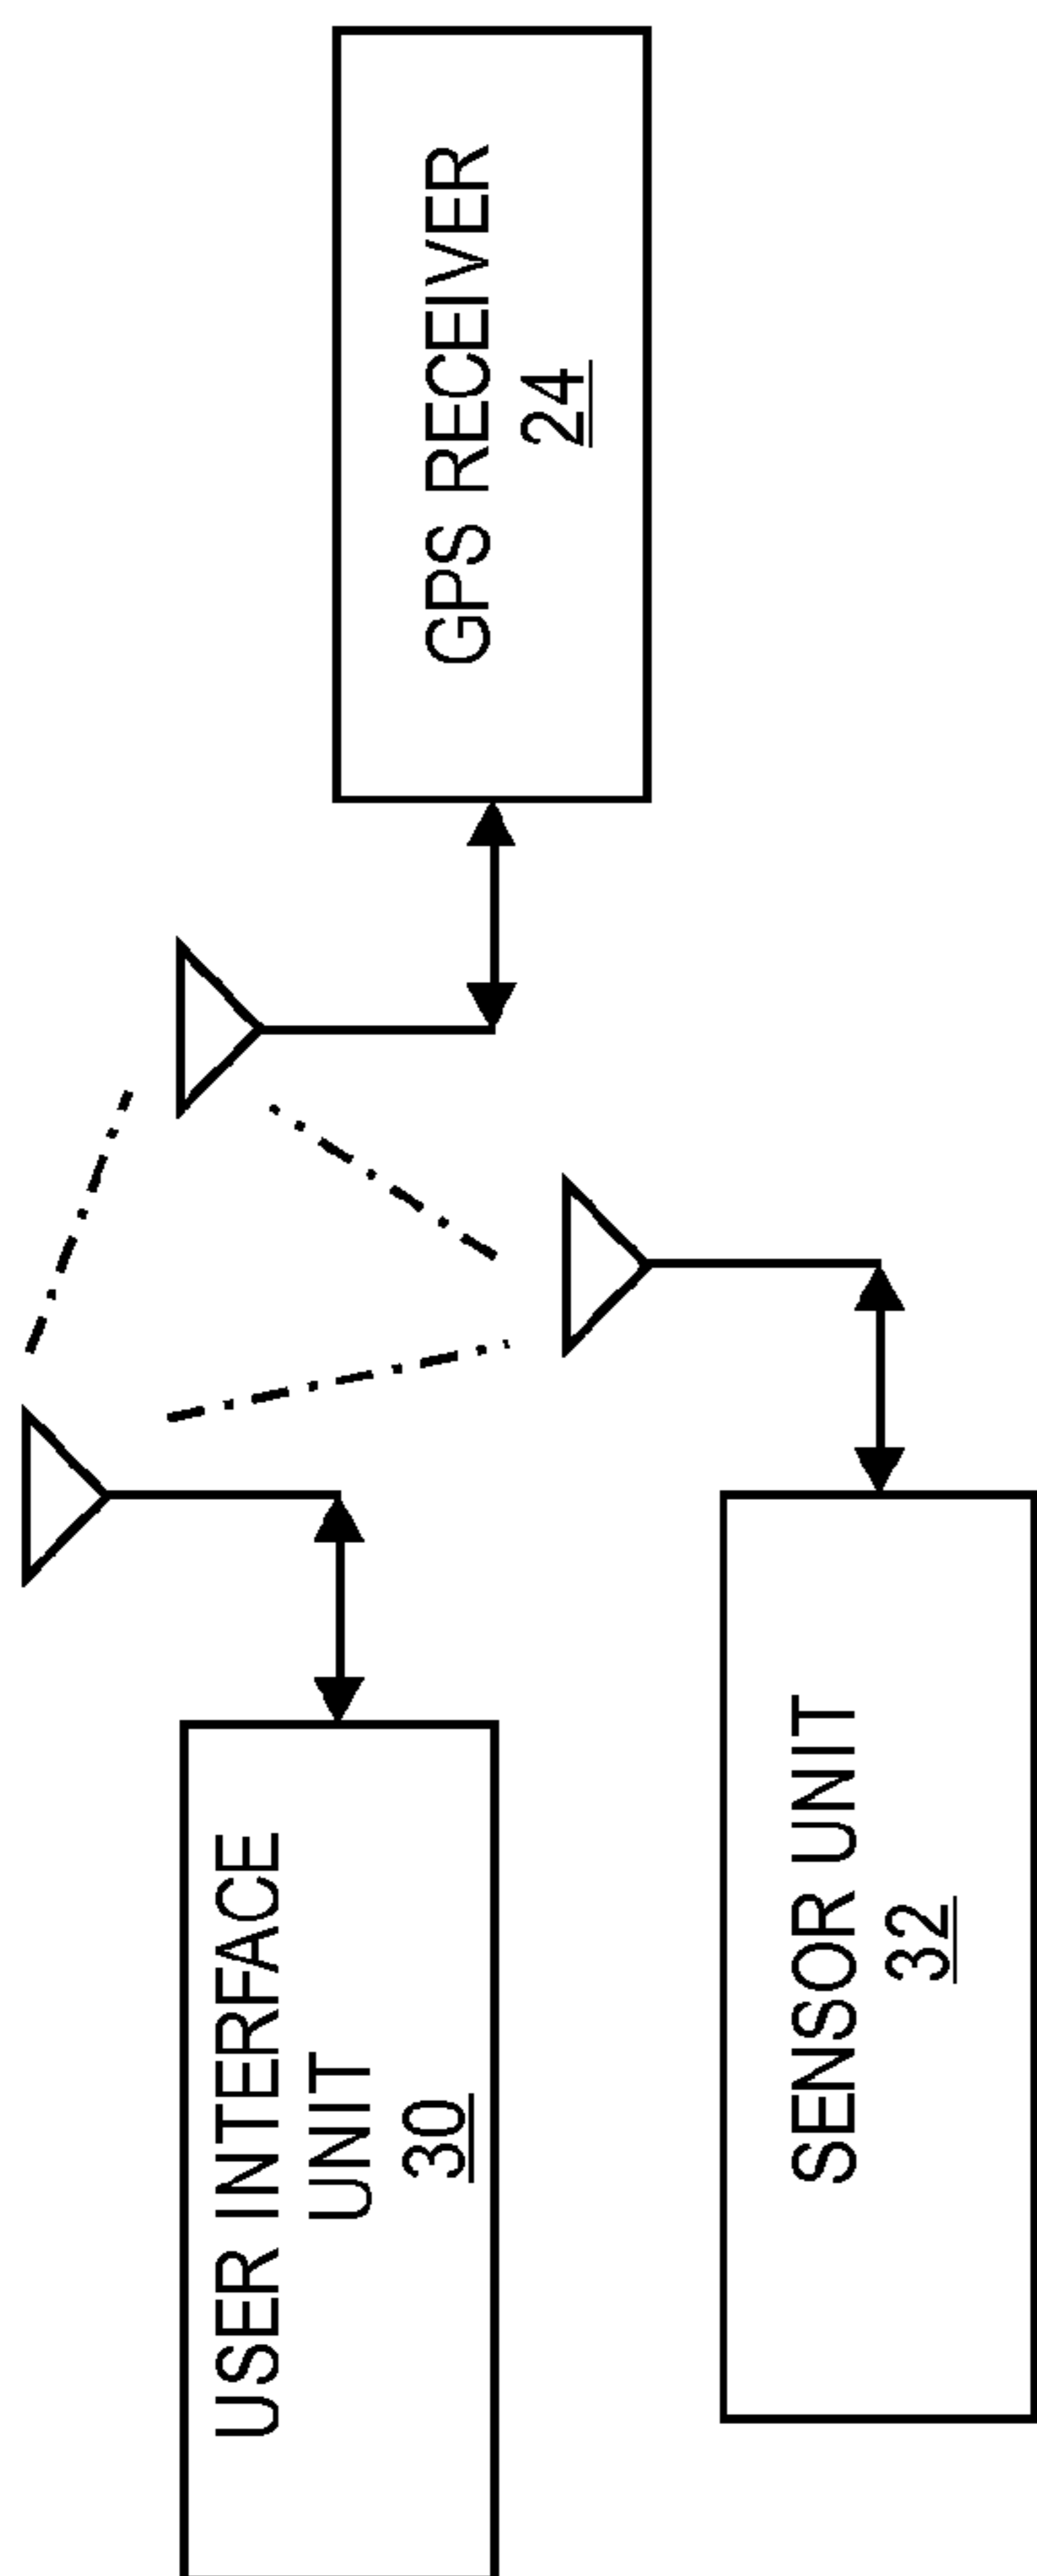 USER INTERFACE
UNIT
30
GPS RECEIVER
24
SENSOR UNIT
32